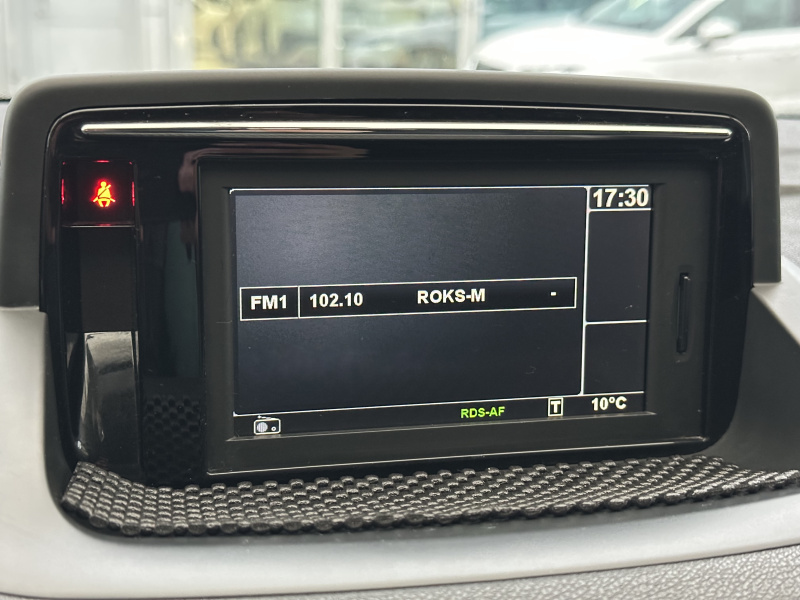 17:30
FM1 102.10 ROKS-M -
RDS-AF T 10°C